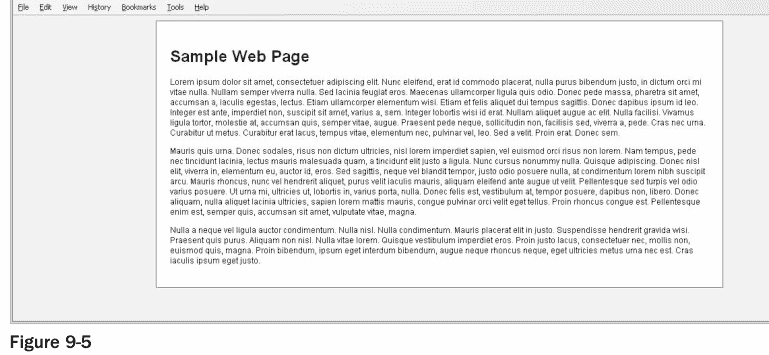 File Edit View History Bookmarks Tools Help
Sample Web Page
Lorem ipsum dolor sit amet, consectetuer adipiscing elit. Nunc eleifend, erat id commodo placerat, nulla purus bibendum justo, in dictum orci mi
vitae nulla. Nullam semper viverra nulla. Sed lacinia feugiat eros. Maecenas ullamcorper ligula quis odio. Donec pede massa, pharetra sit amet,
accumsan a, iaculis egestas, lectus. Etiam ullamcorper elementum wisi. Etiam et felis aliquet dui tempus sagittis. Donec dapibus ipsum id leo.
Integer est ante, imperdiet non, suscipit sit amet, varius a, sem. Integer lobortis wisi id erat. Nullam aliquet augue ac elit. Nulla facilisi. Vivamus
ligula tortor, molestie at, accumsan quis, semper vitae, augue. Praesent pede neque, sollicitudin non, facilisis sed, viverra a, pede. Cras nec urna.
Curabitur ut metus. Curabitur erat lacus, tempus vitae, elementum nec, pulvinar vel, leo. Sed a velit. Proin erat. Donec sem.
Mauris quis urna. Donec sodales, risus non dictum ultricies, nisl lorem imperdiet sapien, vel euismod orci risus non lorem. Nam tempus, pede
nec tincidunt lacinia, lectus mauris malesuada quam, a tincidunt elit justo a ligula. Nunc cursus nonummy nulla. Quisque adipiscing. Donec nisl
elit, viverra in, elementum eu, auctor id, eros. Sed sagittis, neque vel blandit tempor, justo odio posuere nulla, at condimentum lorem nibh suscipit
arcu. Mauris rhoncus, nunc vel hendrerit aliquet, purus velit iaculis mauris, aliquam eleifend ante augue ut velit. Pellentesque sed turpis vel odio
varius posuere. Ut urna mi, ultricies ut, lobortis in, varius porta, nulla. Donec felis est, vestibulum at, tempor posuere, dapibus non, libero. Donec
aliquam, nulla aliquet lacinia ultricies, sapien lorem mattis mauris, congue pulvinar orci velit eget tellus. Proin rhoncus congue est. Pellentesque
enim est, semper quis, accumsan sit amet, vulputate vitae, magna.
Nulla a neque vel ligula auctor condimentum. Nulla nisl. Nulla condimentum. Mauris placerat elit in justo. Suspendisse hendrerit gravida wisi.
Praesent quis purus. Aliquam non nisl. Nulla vitae lorem. Quisque vestibulum imperdiet eros. Proin justo lacus, consectetuer nec, mollis non,
euismod quis, magna. Proin bibendum, ipsum eget interdum bibendum, augue neque rhoncus neque, eget ultricies metus urna nec est. Cras
iaculis ipsum eget justo.
Figure 9-5